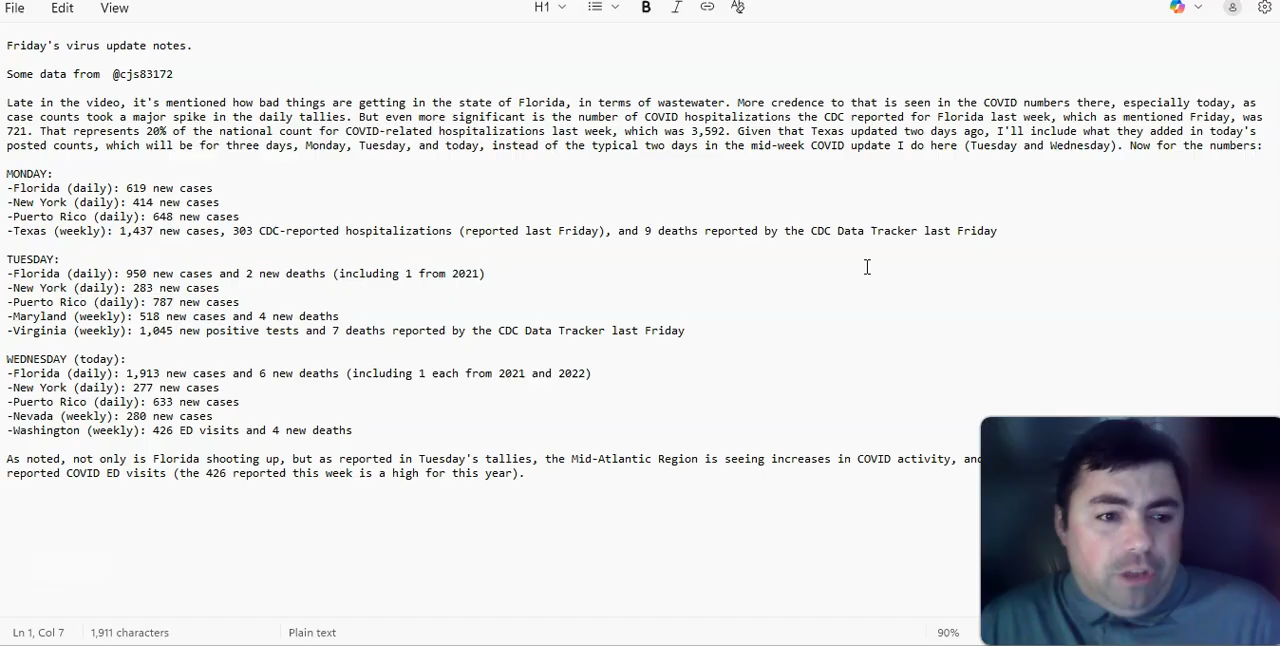 File Edit View H1 B I
Friday's virus update notes.
Some data from @cjs83172
Late in the video, it's mentioned how bad things are getting in the state of Florida, in terms of wastewater. More credence to that is seen in the COVID numbers there, especially today, as
case counts took a major spike in the daily tallies. But even more significant is the number of COVID hospitalizations the CDC reported for Florida last week, which as mentioned Friday, was
721. That represents 20% of the national count for COVID-related hospitalizations last week, which was 3,592. Given that Texas updated two days ago, I'll include what they added in today's
posted counts, which will be for three days, Monday, Tuesday, and today, instead of the typical two days in the mid-week COVID update I do here (Tuesday and Wednesday). Now for the numbers:
MONDAY:
-Florida (daily): 619 new cases
-New York (daily): 414 new cases
-Puerto Rico (daily): 648 new cases
-Texas (weekly): 1,437 new cases, 303 CDC-reported hospitalizations (reported last Friday), and 9 deaths reported by the CDC Data Tracker last Friday
TUESDAY:
-Florida (daily): 950 new cases and 2 new deaths (including 1 from 2021)
-New York (daily): 283 new cases
-Puerto Rico (daily): 787 new cases
-Maryland (weekly): 518 new cases and 4 new deaths
-Virginia (weekly): 1,045 new positive tests and 7 deaths reported by the CDC Data Tracker last Friday
WEDNESDAY (today):
-Florida (daily): 1,913 new cases and 6 new deaths (including 1 each from 2021 and 2022)
-New York (daily): 277 new cases
-Puerto Rico (daily): 633 new cases
-Nevada (weekly): 280 new cases
-Washington (weekly): 426 ED visits and 4 new deaths
As noted, not only is Florida shooting up, but as reported in Tuesday's tallies, the Mid-Atlantic Region is seeing increases in COVID activity,
reported COVID ED visits (the 426 reported this week is a high for this year).
Ln 1, Col 7 1,911 characters Plain text 90%